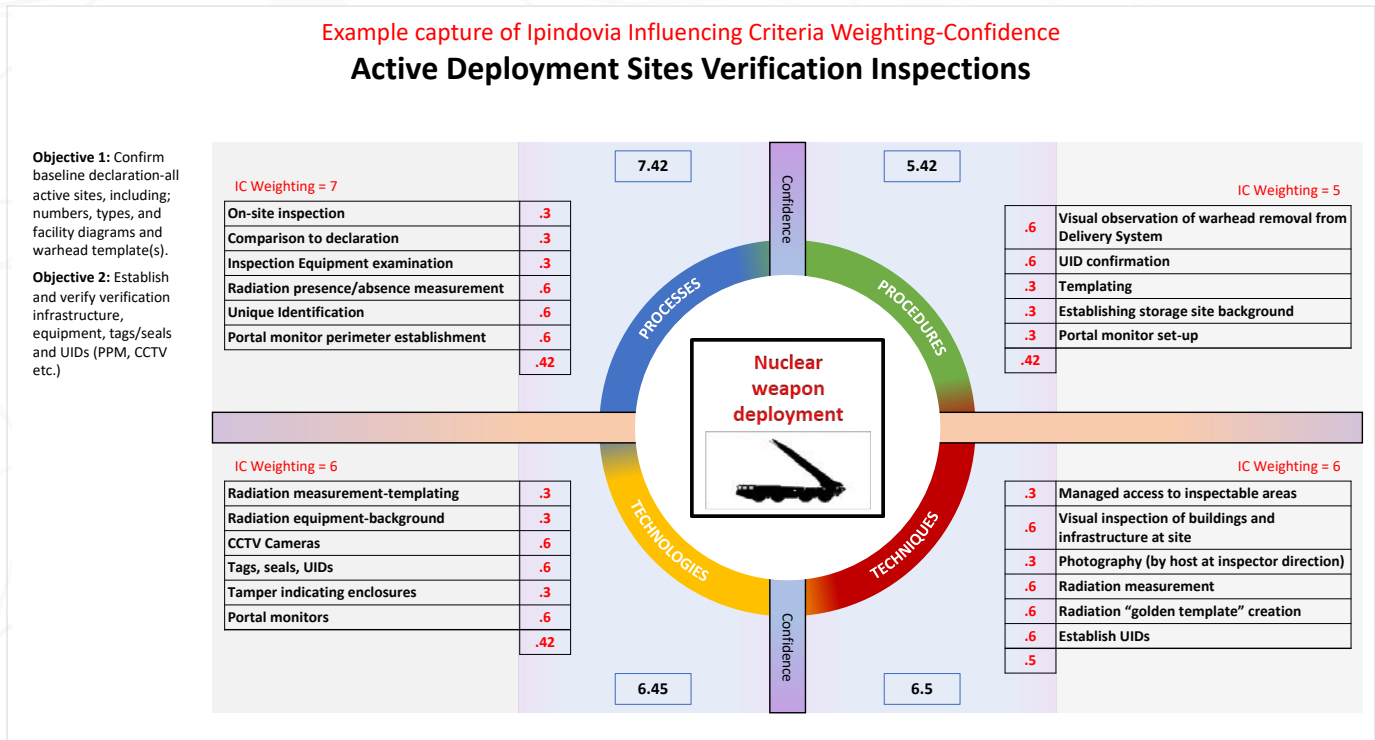 Example capture of Ipindovia Influencing Criteria Weighting-Confidence
Active Deployment Sites Verification Inspections
Objective 1: Confirm
baseline declaration-all
active sites, including;
numbers, types, and
facility diagrams and
warhead template(s).
Objective 2: Establish
and verify verification
infrastructure,
equipment, tags/seals
and UIDs (PPM, CCTV
etc.)
7.42
IC Weighting = 7
On-site inspection .3
Comparison to declaration .3
Inspection Equipment examination .3
Radiation presence/absence measurement .6
Unique Identification .6
Portal monitor perimeter establishment .6
.42
Confidence
5.42
IC Weighting = 5
.6 Visual observation of warhead removal from
Delivery System
.6 UID confirmation
.3 Templating
.3 Establishing storage site background
.3 Portal monitor set-up
.42
PROCESSES
PROCEDURES
Nuclear
weapon
deployment
TECHNOLOGIES
TECHNIQUES
IC Weighting = 6
Radiation measurement-templating .3
Radiation equipment-background .3
CCTV Cameras .6
Tags, seals, UIDs .6
Tamper indicating enclosures .3
Portal monitors .6
.42
6.45
Confidence
IC Weighting = 6
.3 Managed access to inspectable areas
.6 Visual inspection of buildings and
infrastructure at site
.3 Photography (by host at inspector direction)
.6 Radiation measurement
.6 Radiation “golden template” creation
.6 Establish UIDs
.5
6.5